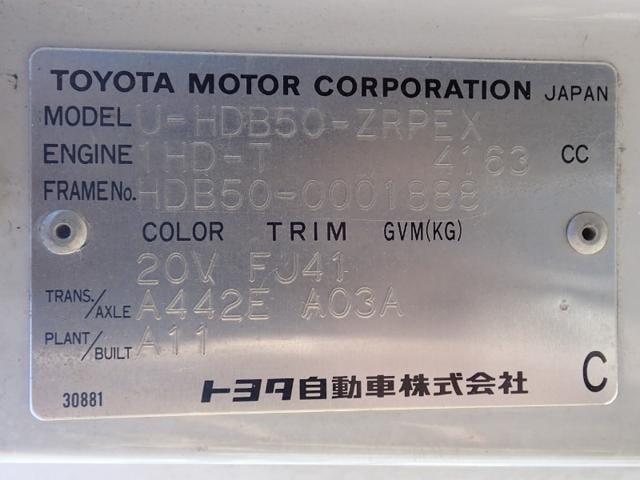 TOYOTA MOTOR CORPORATION JAPAN
MODEL U-HDB50-ZRPEX
ENGINE 1HD-T 4163 CC
FRAME No. HDB50-0001888
COLOR TRIM GVM(KG)
20V FJ41
TRANS./AXLE A442E A03A
PLANT/BUILT A11
30881 トヨタ自動車株式会社 C